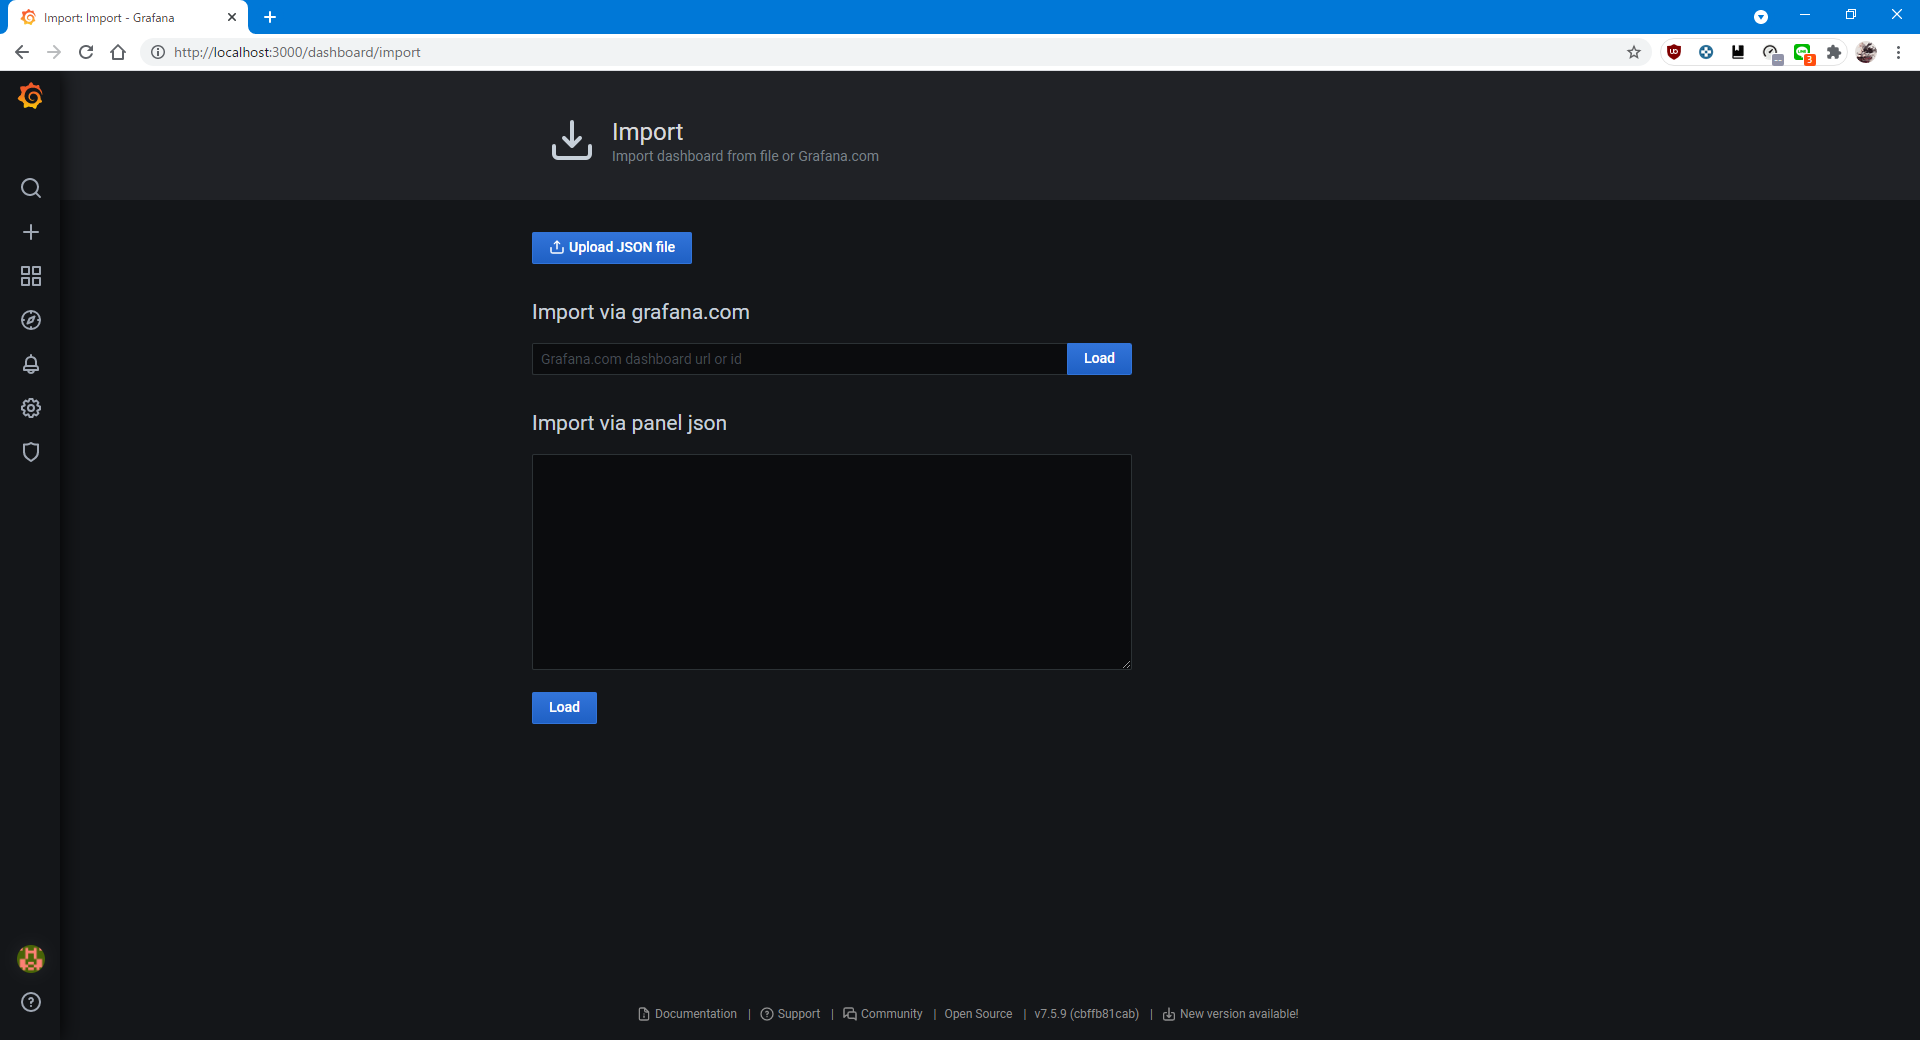 Import: Import - Grafana
http://localhost:3000/dashboard/import
3
Import
Import dashboard from file or Grafana.com
Upload JSON file
Import via grafana.com
Grafana.com dashboard url or id
Load
Import via panel json
Load
Documentation | Support | Community | Open Source | v7.5.9 (cbffb81cab) | New version available!